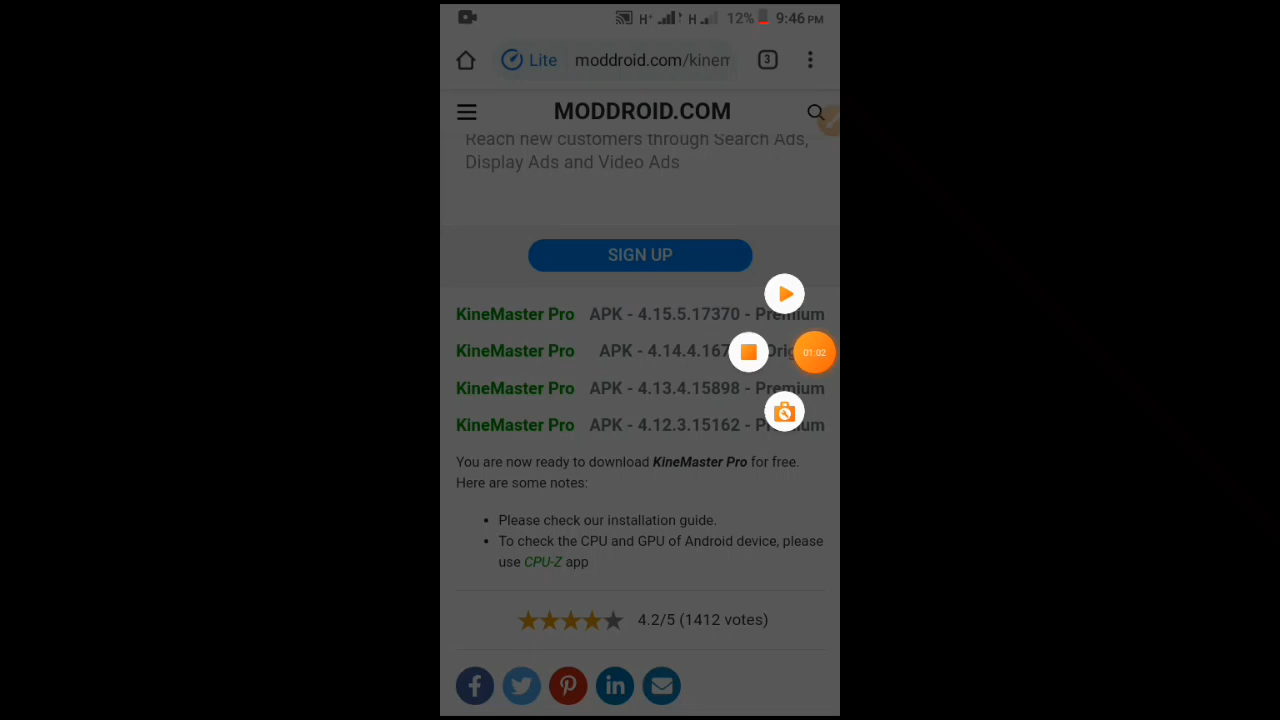 H+ H 12% 9:46 PM
Lite moddroid.com/kinem
3
MODDROID.COM
Reach new customers through Search Ads,
Display Ads and Video Ads
SIGN UP
KineMaster Pro APK - 4.15.5.17370 - Premium
KineMaster Pro APK - 4.14.4.167
01:02
KineMaster Pro APK - 4.13.4.15898 - Premium
KineMaster Pro APK - 4.12.3.15162 - Premium
You are now ready to download KineMaster Pro for free.
Here are some notes:
• Please check our installation guide.
• To check the CPU and GPU of Android device, please
use CPU-Z app
4.2/5 (1412 votes)